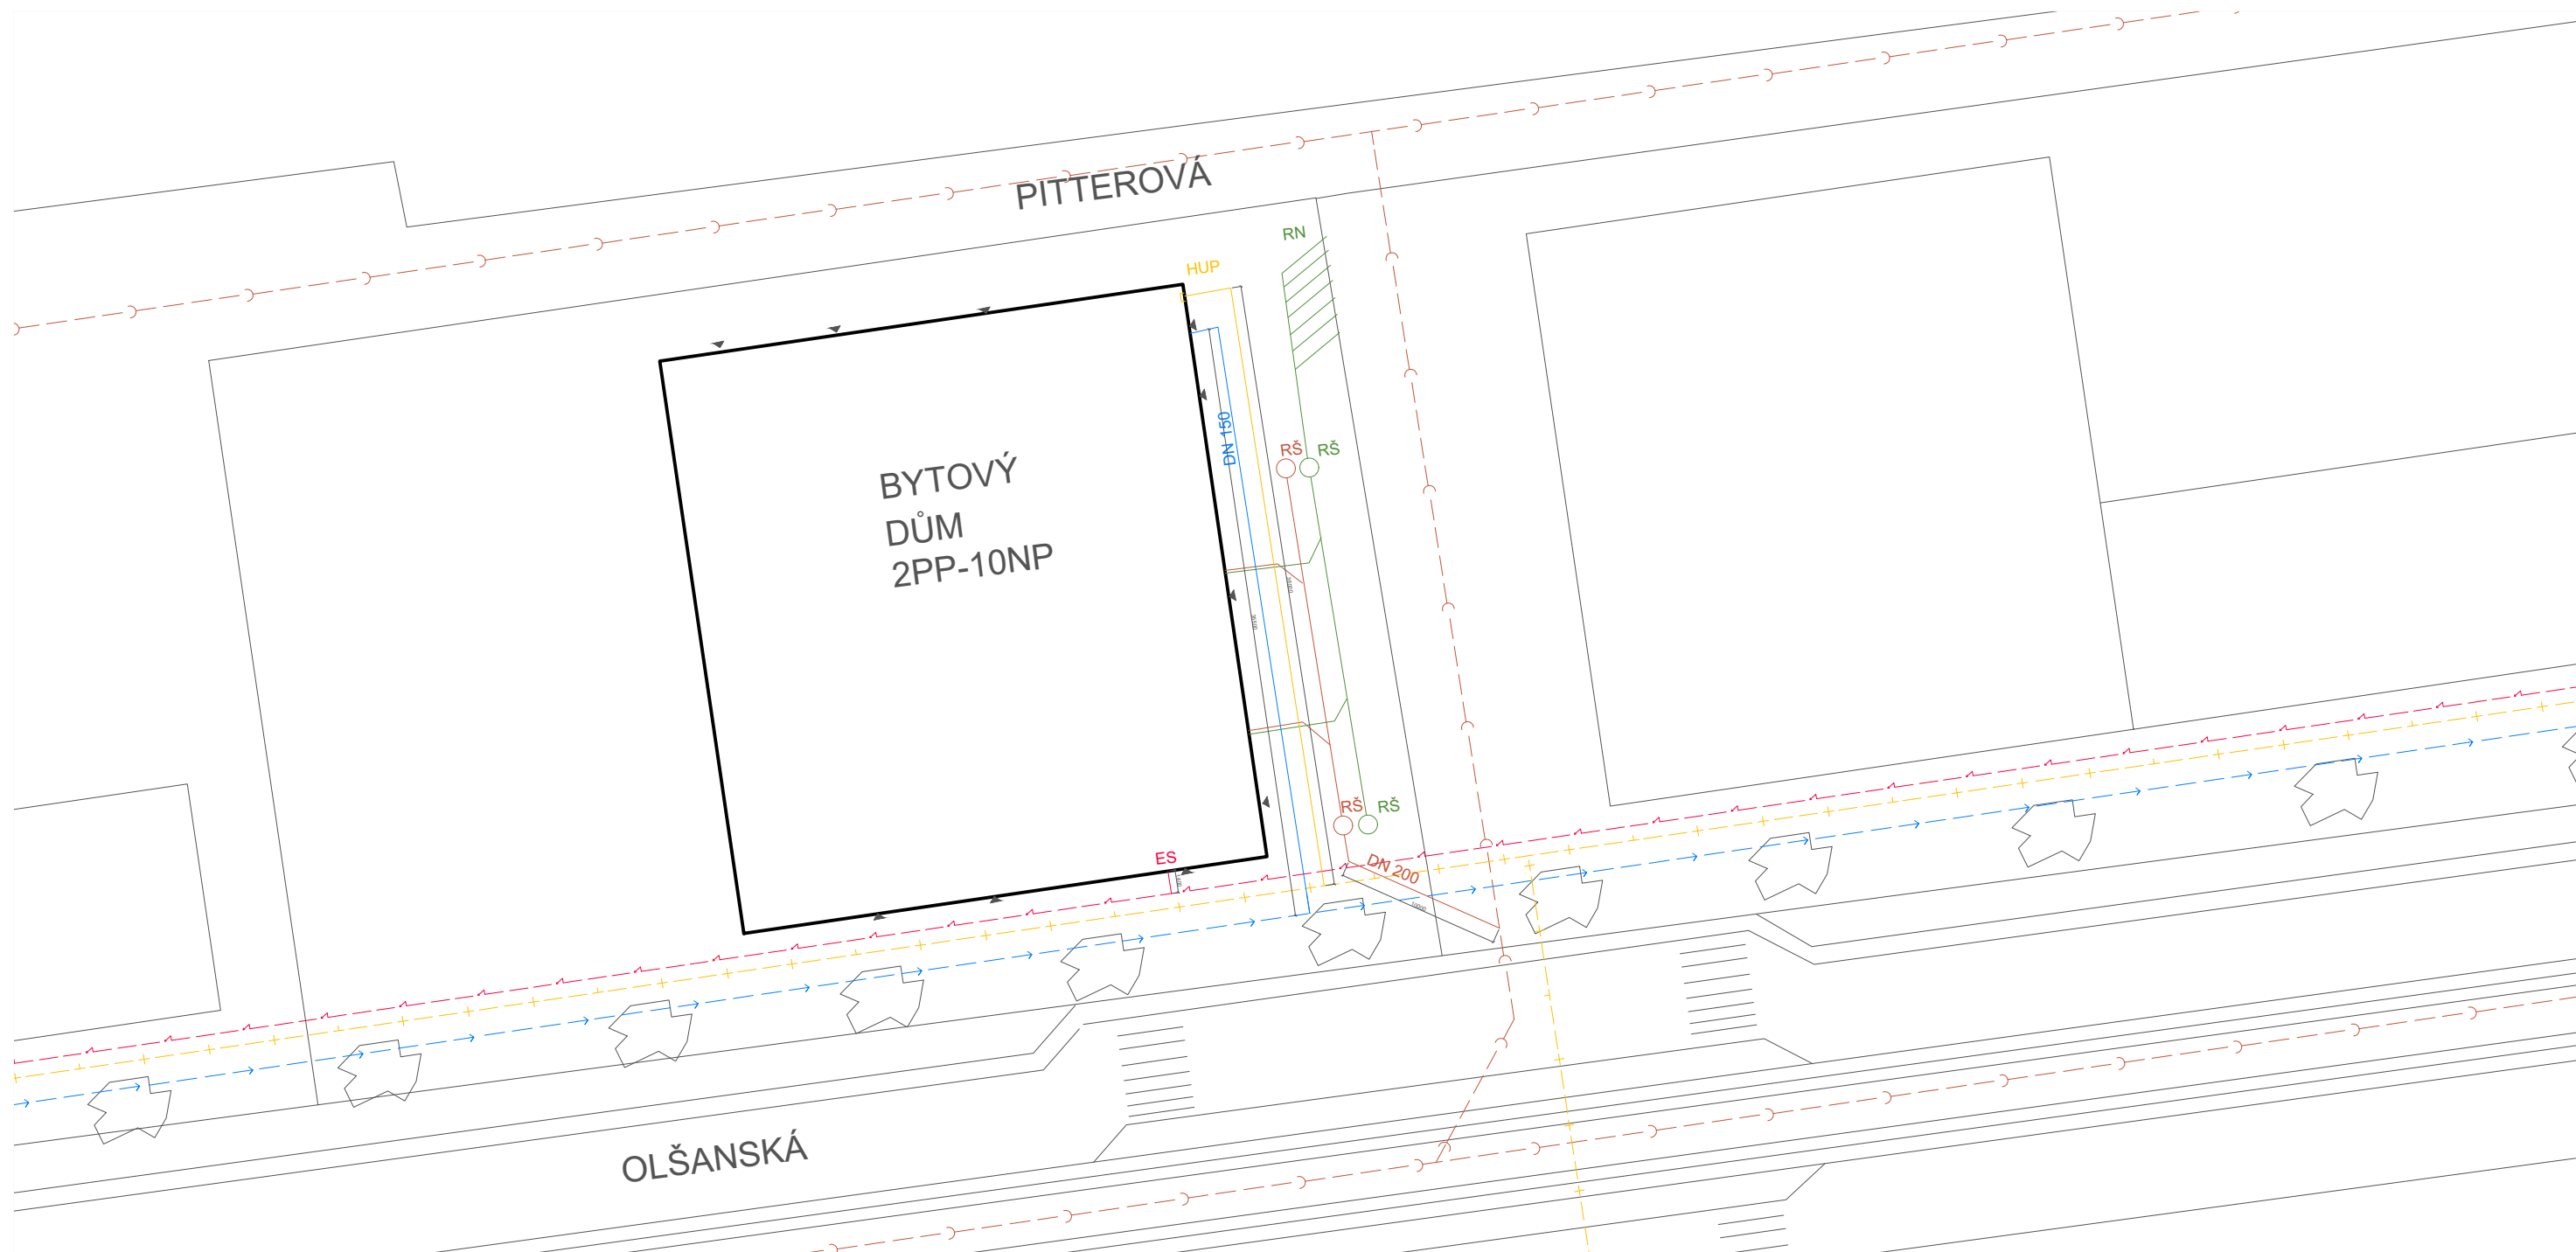 PITTEROVÁ
RN
HUP
DN 150
RŠ
RŠ
BYTOVÝ
DŮM
2PP-10NP
RŠ
RŠ
ES
DN 200
OLŠANSKÁ